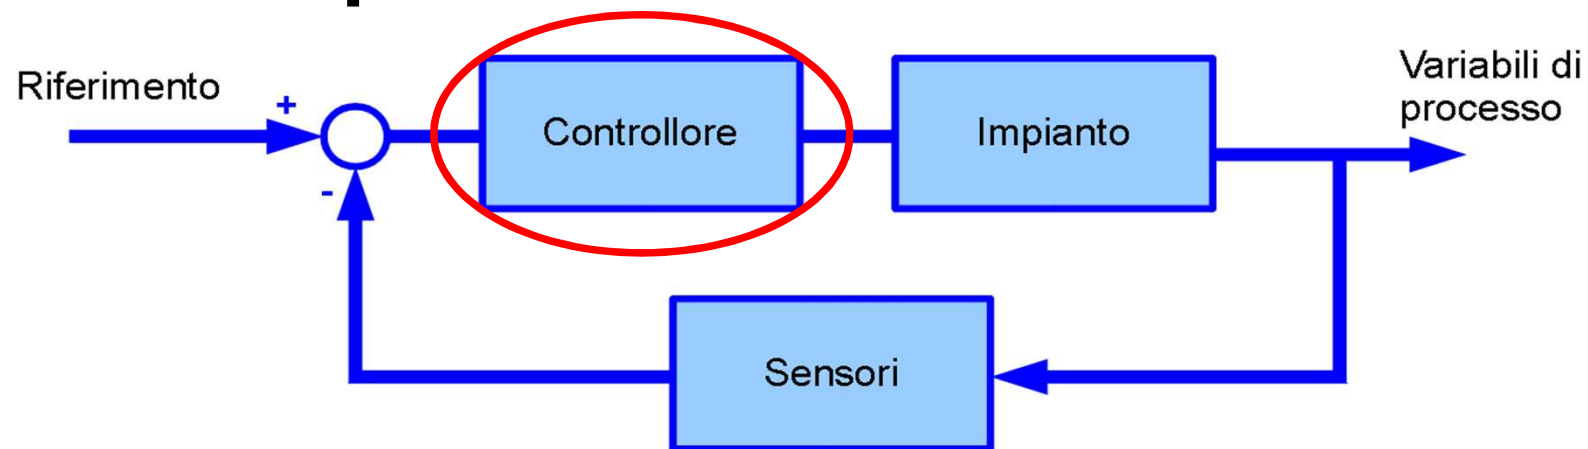 Riferimento
+
-
Controllore
Impianto
Variabili di
processo
Sensori